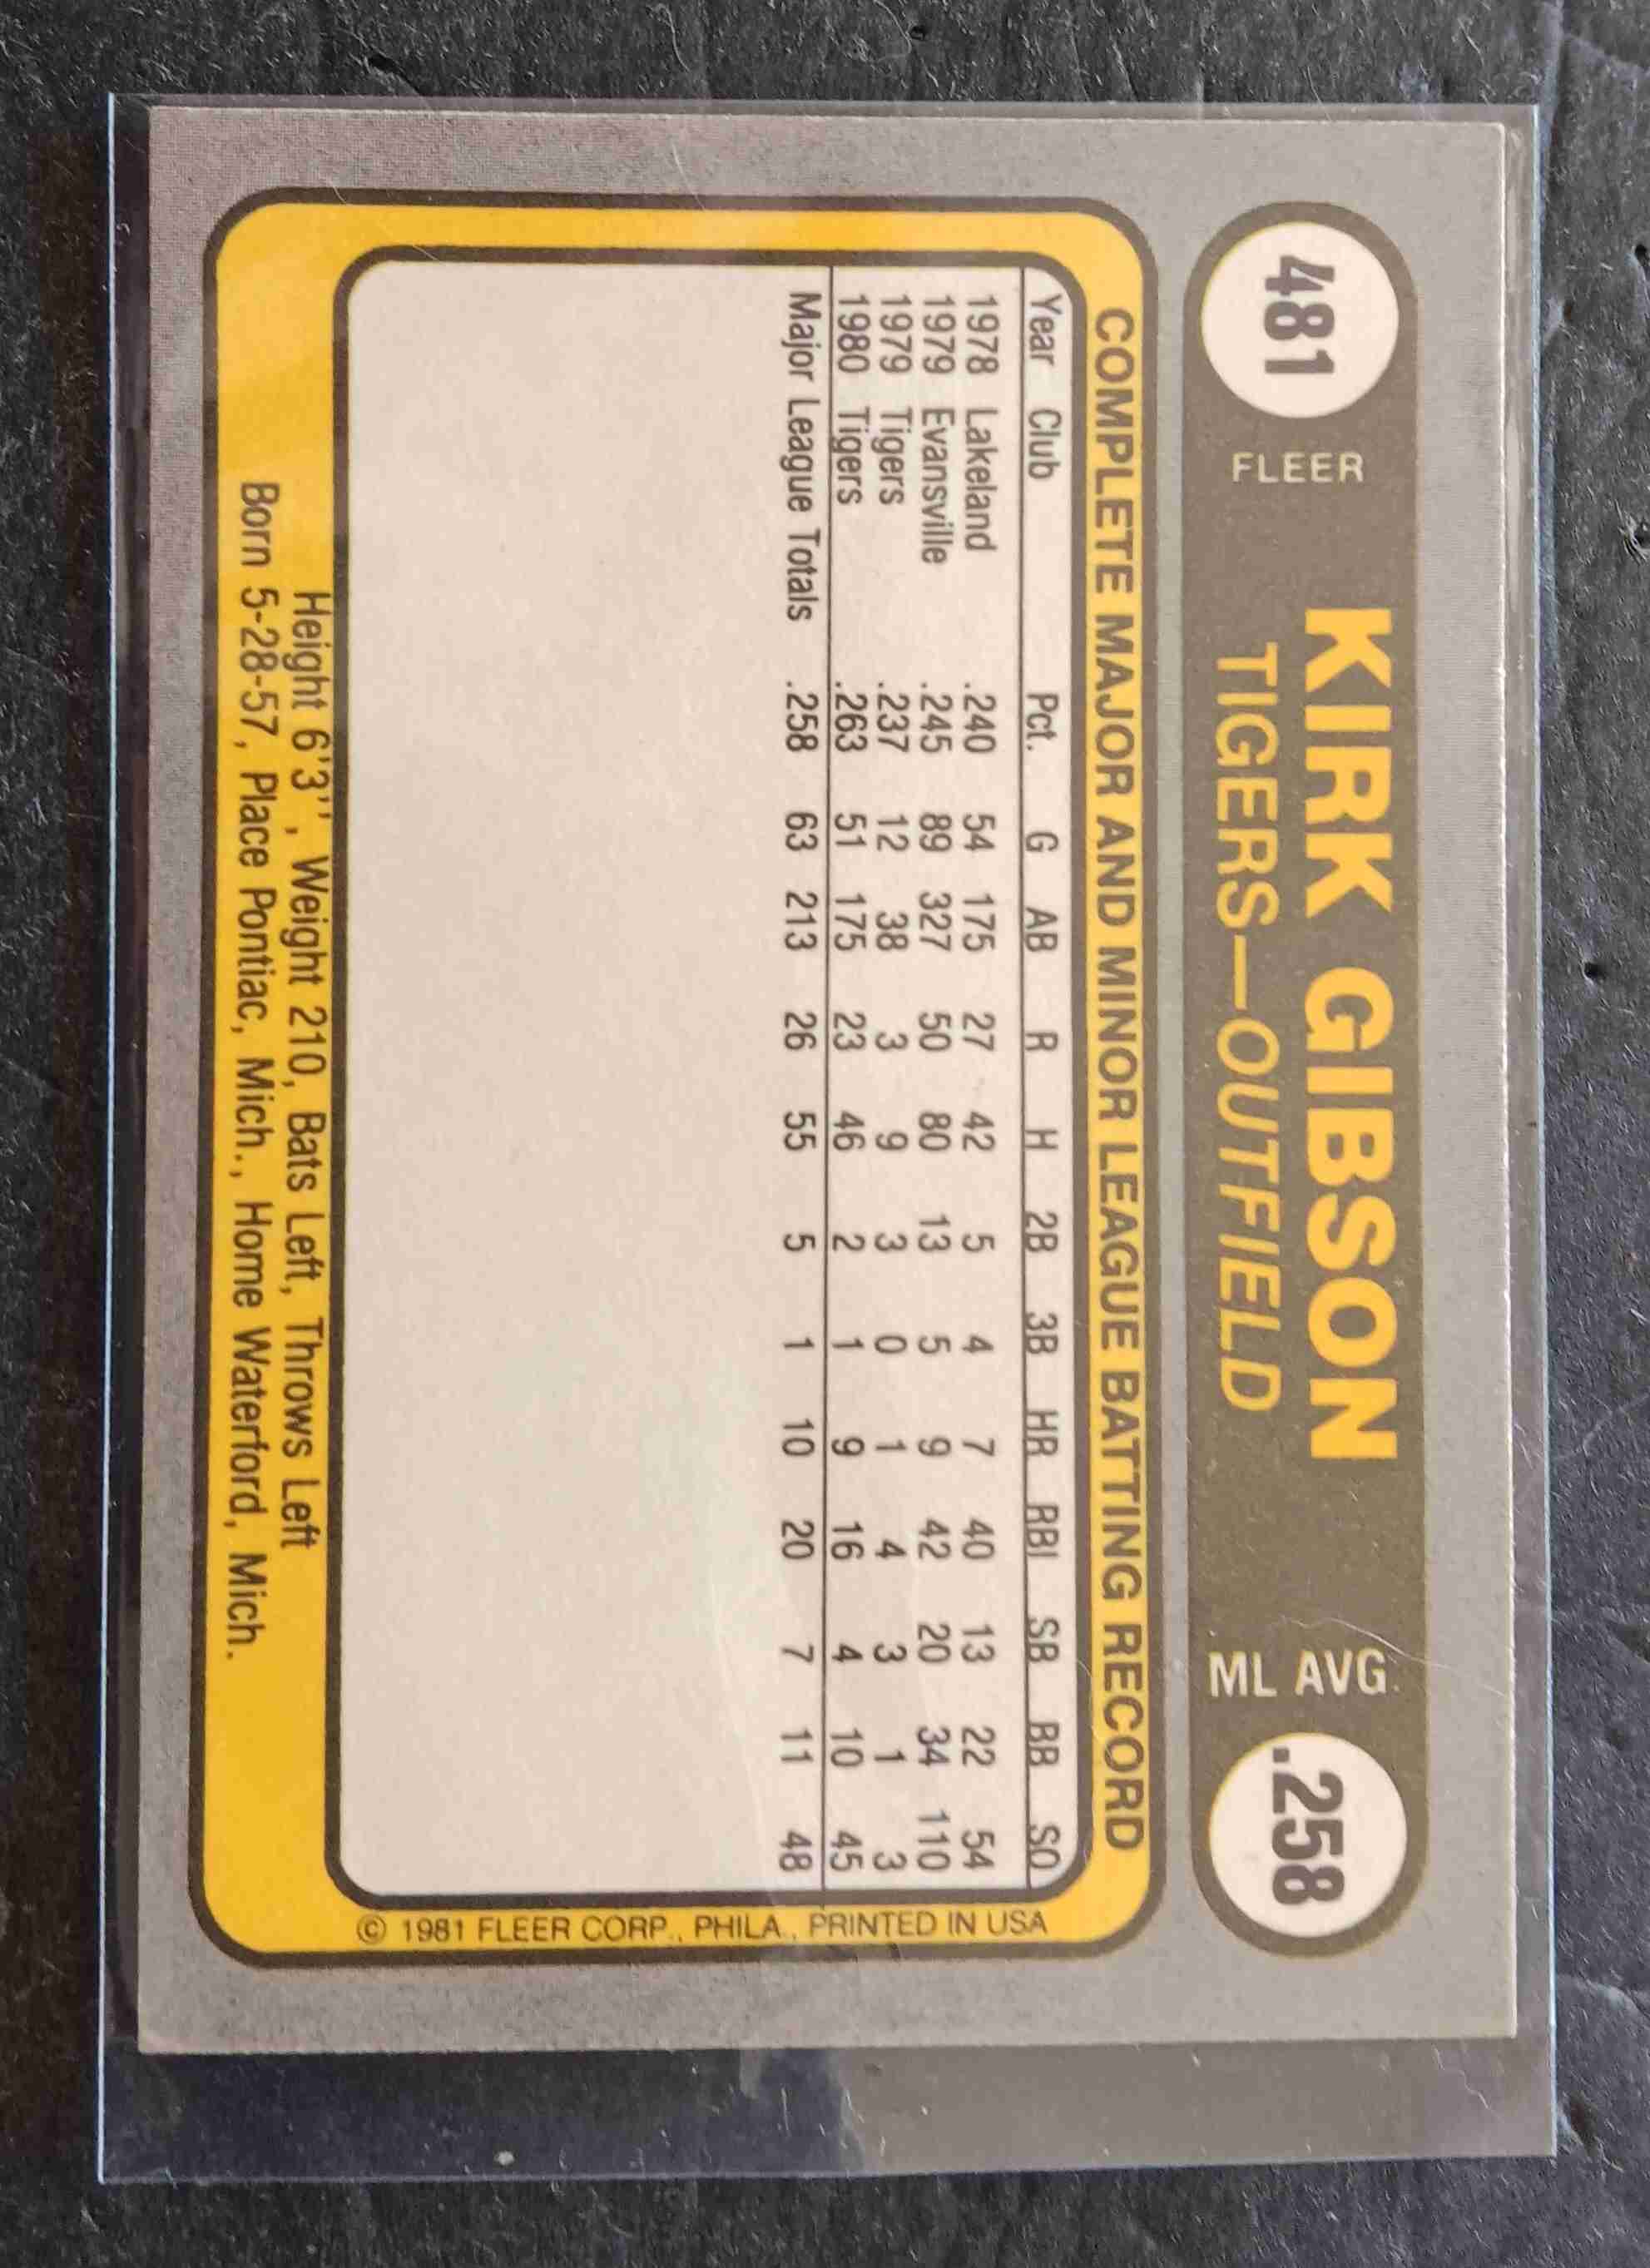 481
FLEER
KIRK GIBSON
TIGERS—OUTFIELD
ML AVG.
.258
COMPLETE MAJOR AND MINOR LEAGUE BATTING RECORD
Year Club Pct. G AB R H 2B 3B HR RBI SB BB SO
1978 Lakeland .240 54 175 27 42 5 4 7 40 13 22 54
1979 Evansville .245 89 327 50 80 13 5 9 42 20 34 110
1979 Tigers .237 12 38 3 9 3 0 1 4 3 1 3
1980 Tigers .263 51 175 23 46 2 1 9 16 4 10 45
Major League Totals .258 63 213 26 55 5 1 10 20 7 11 48
Height 6'3'', Weight 210, Bats Left, Throws Left
Born 5-28-57, Place Pontiac, Mich., Home Waterford, Mich.
© 1981 FLEER CORP., PHILA., PRINTED IN USA